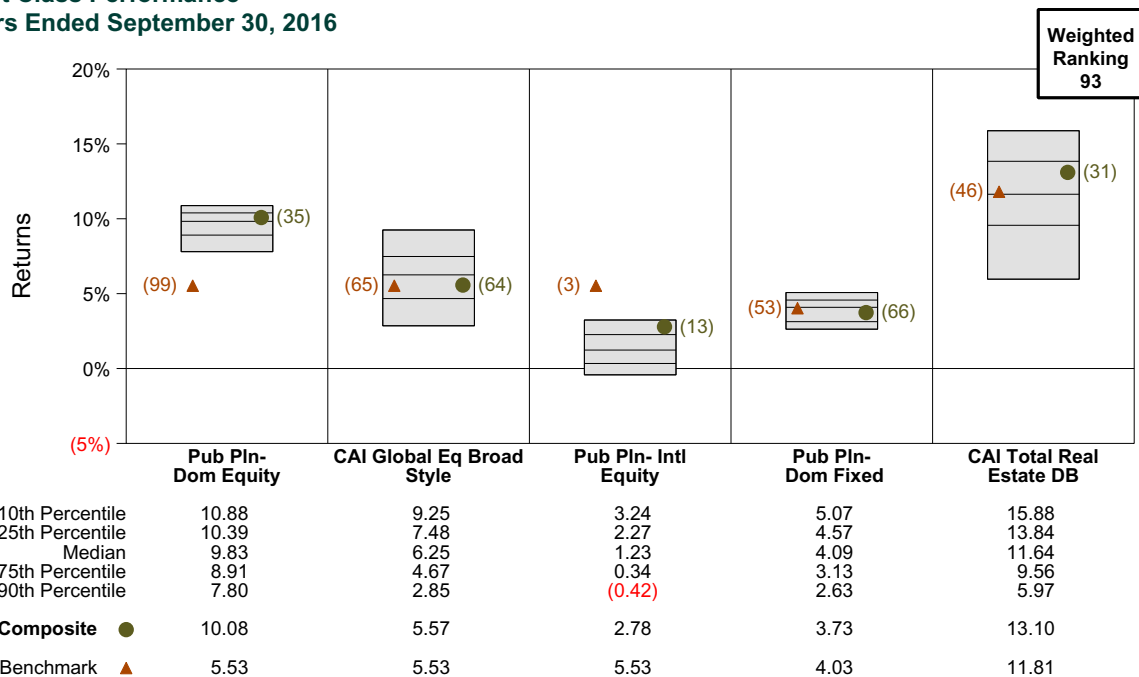 rs Ended September 30, 2016
Weighted
Ranking
93
20%
15%
10%
5%
0%
(5%)
Returns
(99)
(35)
(65)
(64)
(3)
(13)
(53)
(66)
(46)
(31)
Pub Pln-
Dom Equity
CAI Global Eq Broad
Style
Pub Pln- Intl
Equity
Pub Pln-
Dom Fixed
CAI Total Real
Estate DB
10th Percentile 10.88 9.25 3.24 5.07 15.88
25th Percentile 10.39 7.48 2.27 4.57 13.84
Median 9.83 6.25 1.23 4.09 11.64
75th Percentile 8.91 4.67 0.34 3.13 9.56
90th Percentile 7.80 2.85 (0.42) 2.63 5.97
Composite 10.08 5.57 2.78 3.73 13.10
Benchmark 5.53 5.53 5.53 4.03 11.81